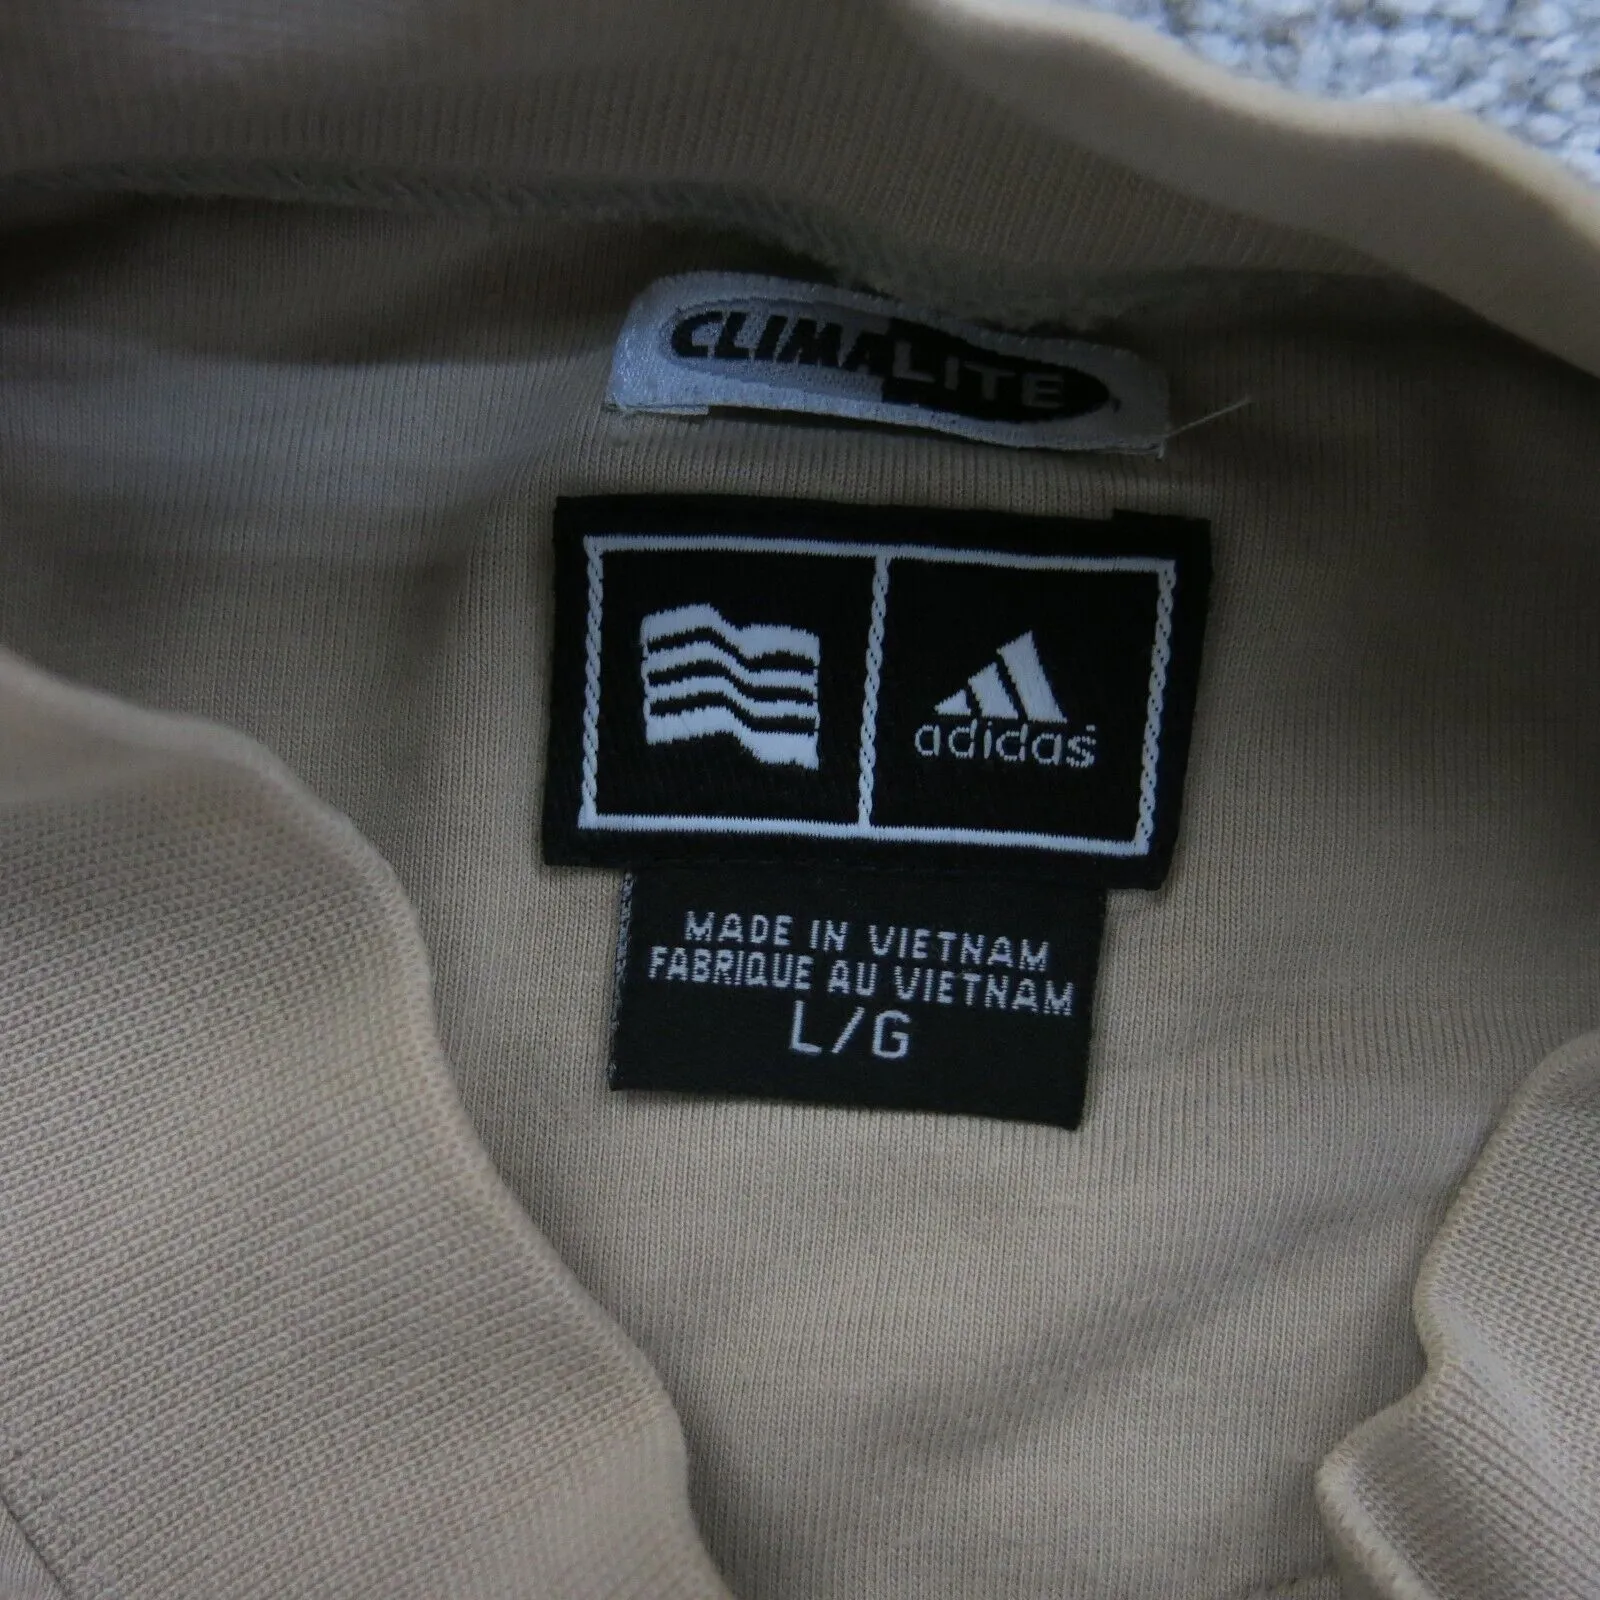 CLIMALITE
adidas
MADE IN VIETNAM
FABRIQUE AU VIETNAM
L/G